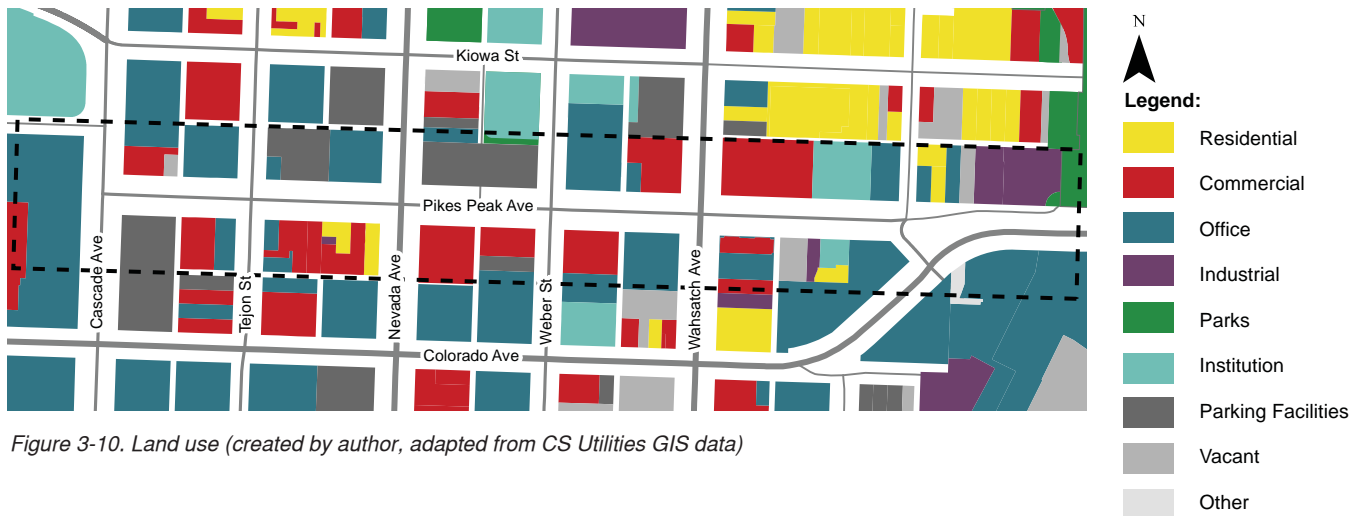 Kiowa St
Pikes Peak Ave
Cascade Ave
Tejon St
Nevada Ave
Weber St
Wahsatch Ave
Colorado Ave
N
Legend:
Residential
Commercial
Office
Industrial
Parks
Institution
Parking Facilities
Vacant
Other
Figure 3-10. Land use (created by author, adapted from CS Utilities GIS data)